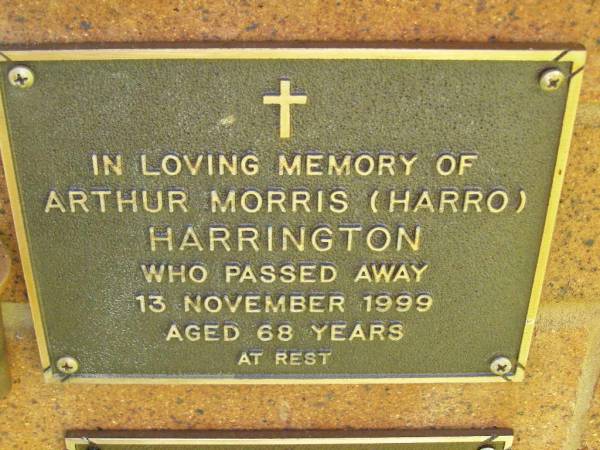 IN LOVING MEMORY OF
ARTHUR MORRIS (HARRO)
HARRINGTON
WHO PASSED AWAY
13 NOVEMBER 1999
AGED 68 YEARS
AT REST